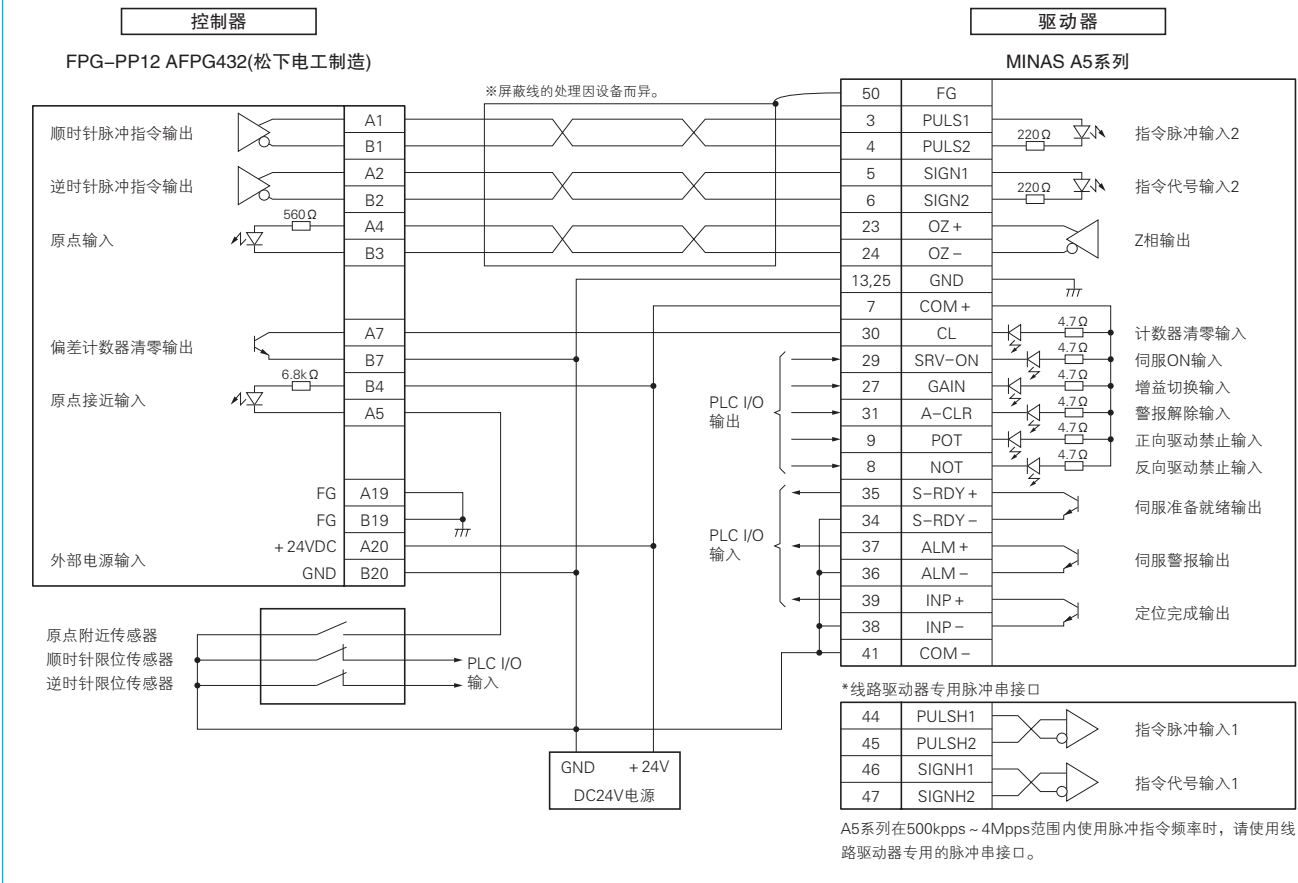 控制器
驱动器
FPG-PP12 AFPG432(松下电工制造)
MINAS A5系列
※屏蔽线的处理因设备而异。
50 FG
顺时针脉冲指令输出
A1
3 PULS1
220Ω
指令脉冲输入2
B1
4 PULS2
逆时针脉冲指令输出
A2
5 SIGN1
220Ω
指令代号输入2
B2
6 SIGN2
原点输入
560Ω
A4
23 OZ+
Z相输出
B3
24 OZ-
13,25 GND
7 COM+
偏差计数器清零输出
A7
30 CL
4.7Ω
计数器清零输入
B7
29 SRV-ON
4.7Ω
伺服ON输入
原点接近输入
6.8kΩ
B4
27 GAIN
4.7Ω
增益切换输入
PLC I/O
输出
A5
31 A-CLR
4.7Ω
警报解除输入
9 POT
4.7Ω
正向驱动禁止输入
8 NOT
4.7Ω
反向驱动禁止输入
FG A19
35 S-RDY+
伺服准备就绪输出
FG B19
34 S-RDY-
PLC I/O
输入
外部电源输入
+24VDC A20
37 ALM+
伺服警报输出
GND B20
36 ALM-
39 INP+
定位完成输出
38 INP-
41 COM-
原点附近传感器
顺时针限位传感器
逆时针限位传感器
PLC I/O
输入
*线路驱动器专用脉冲串接口
44 PULSH1
指令脉冲输入1
45 PULSH2
46 SIGNH1
指令代号输入1
47 SIGNH2
GND +24V
DC24V电源
A5系列在500kpps~4Mpps范围内使用脉冲指令频率时，请使用线
路驱动器专用的脉冲串接口。